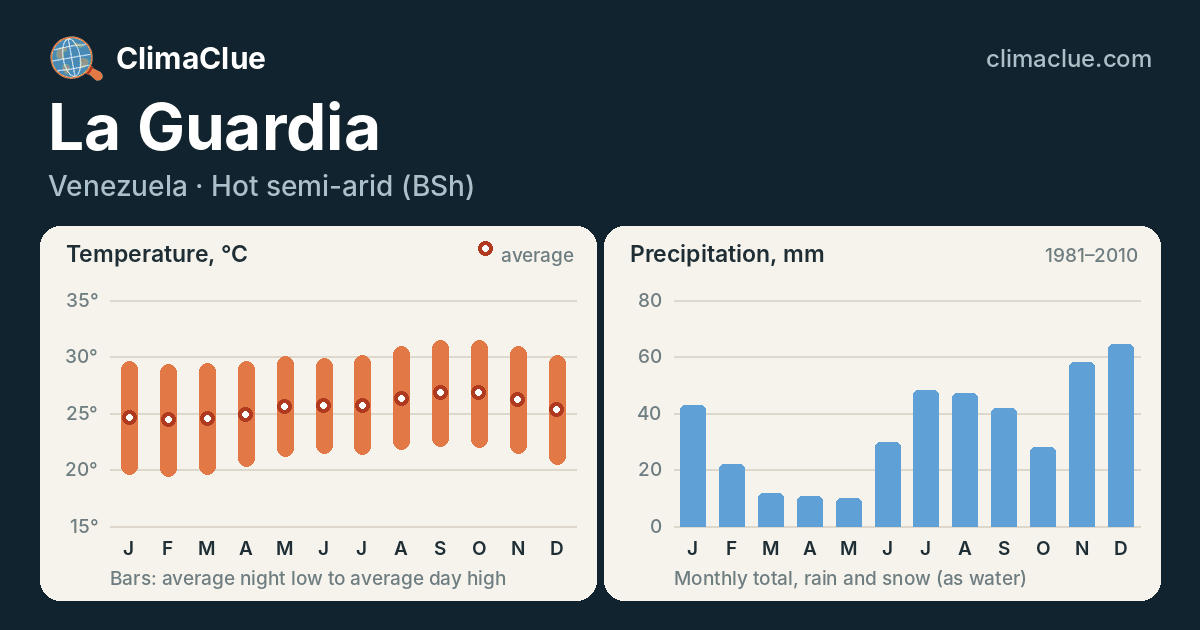 ClimaClue
climaclue.com
La Guardia
Venezuela · Hot semi-arid (BSh)
Temperature, °C
average
35°
30°
25°
20°
15°
J F M A M J J A S O N D
Bars: average night low to average day high
Precipitation, mm
1981–2010
80
60
40
20
0
J F M A M J J A S O N D
Monthly total, rain and snow (as water)